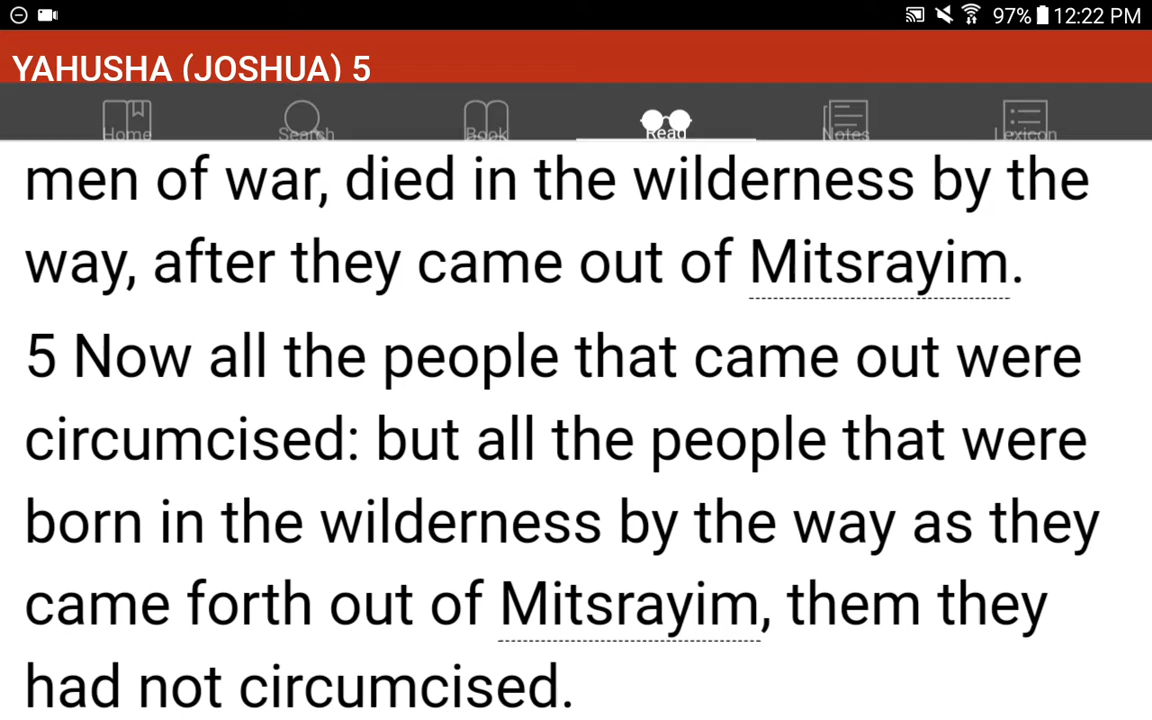 97% 12:22 PM
YAHUSHA (JOSHUA) 5
Home Search Book Read Notes Lexicon
men of war, died in the wilderness by the
way, after they came out of Mitsrayim.
5 Now all the people that came out were
circumcised: but all the people that were
born in the wilderness by the way as they
came forth out of Mitsrayim, them they
had not circumcised.